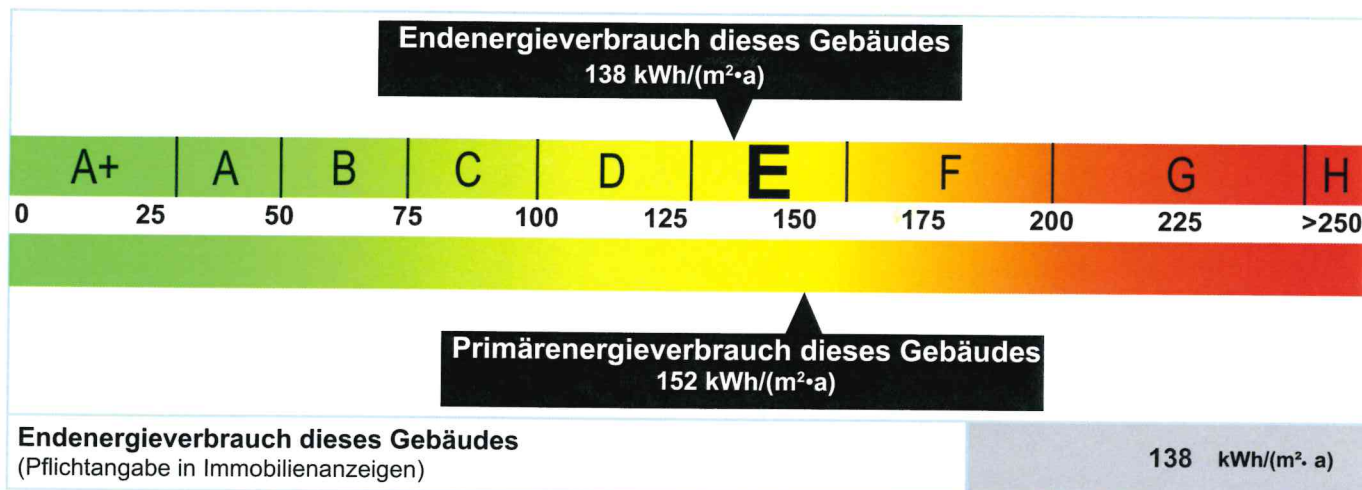 Endenergieverbrauch dieses Gebäudes
138 kWh/(m²•a)
A+ A B C D E F G H
0 25 50 75 100 125 150 175 200 225 >250
Primärenergieverbrauch dieses Gebäudes
152 kWh/(m²•a)
Endenergieverbrauch dieses Gebäudes
(Pflichtangabe in Immobilienanzeigen)
138 kWh/(m²• a)